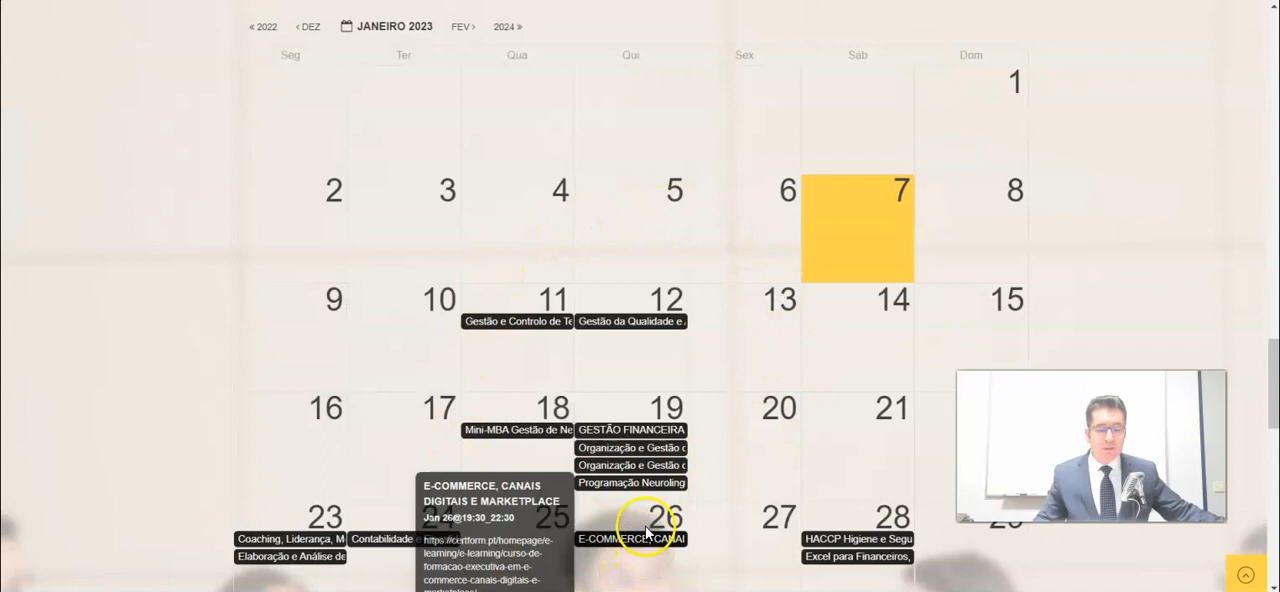 « 2022 ‹ DEZ JANEIRO 2023 FEV › 2024 »
Seg Ter Qua Qui Sex Sáb Dom
1
2 3 4 5 6 7 8
9 10 11 12 13 14 15
Gestão e Controlo de Te Gestão da Qualidade e
16 17 18 19 20 21
Mini-MBA Gestão de Ne GESTÃO FINANCEIRA
Organização e Gestão d
Organização e Gestão d
Programação Neuroling
23 24 25 26 27 28
Coaching, Liderança, M Contabilidade e E-COMMERCE, CANAI HACCP Higiene e Segu
Elaboração e Análise de Excel para Financeiros,
E-COMMERCE, CANAIS
DIGITAIS E MARKETPLACE
Jan 26@19:30_22:30
https://certform.pt/homepage/e-
learning/e-learning/curso-de-
formacao-executiva-em-e-
commerce-canais-digitais-e-
marketplace/